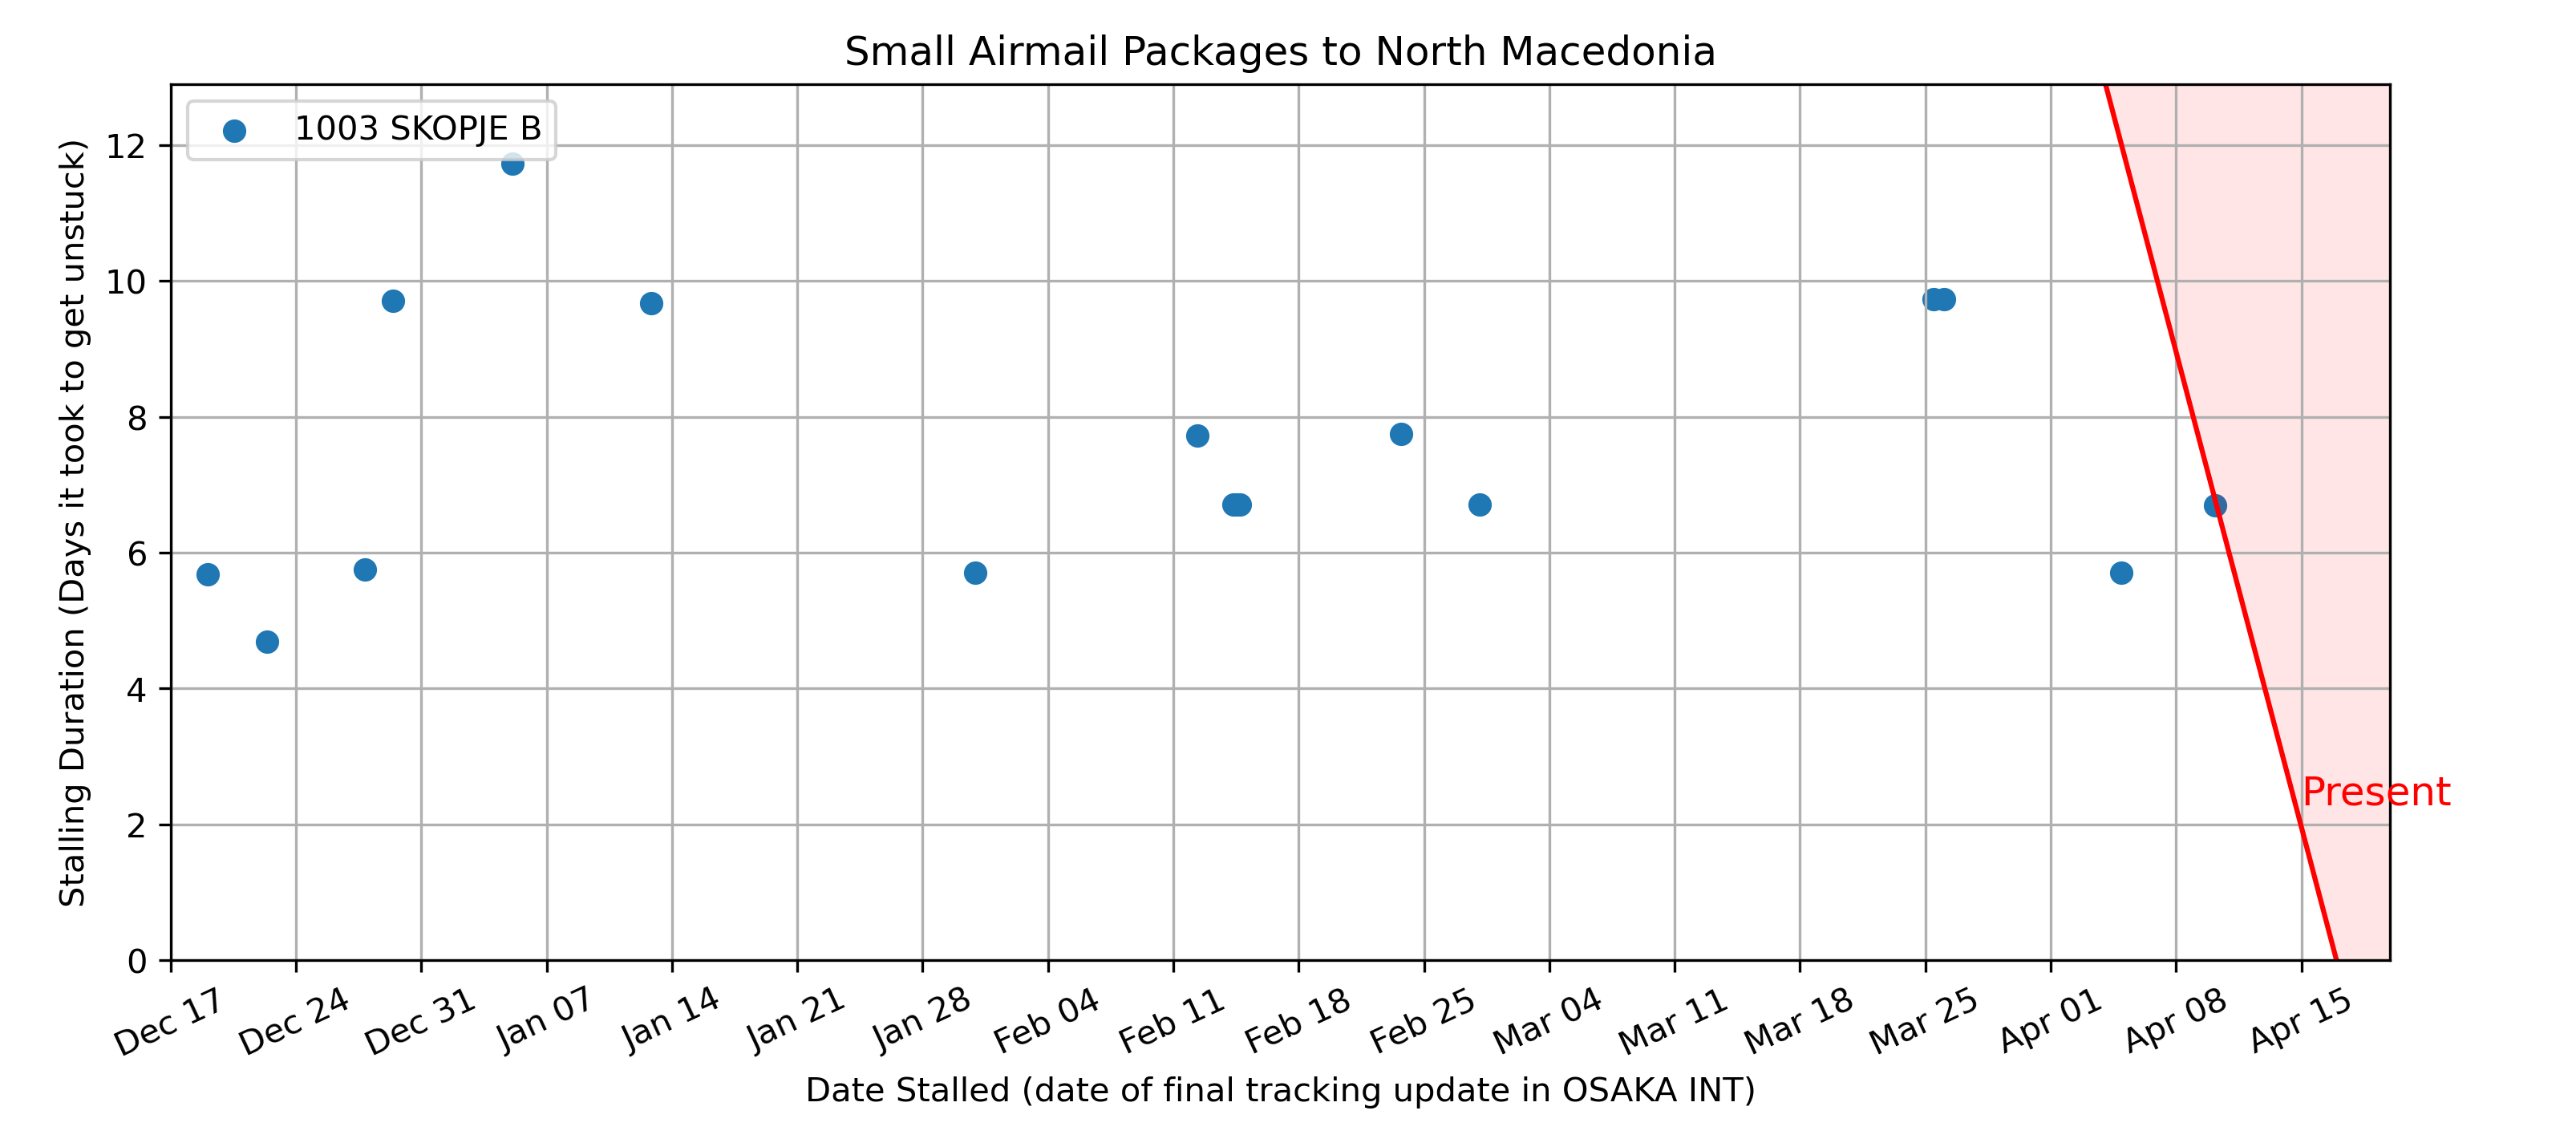 Small Airmail Packages to North Macedonia
1003 SKOPJE B
Stalling Duration (Days it took to get unstuck)
12
10
8
6
4
2
0
Present
Dec 17
Dec 24
Dec 31
Jan 07
Jan 14
Jan 21
Jan 28
Feb 04
Feb 11
Feb 18
Feb 25
Mar 04
Mar 11
Mar 18
Mar 25
Apr 01
Apr 08
Apr 15
Date Stalled (date of final tracking update in OSAKA INT)